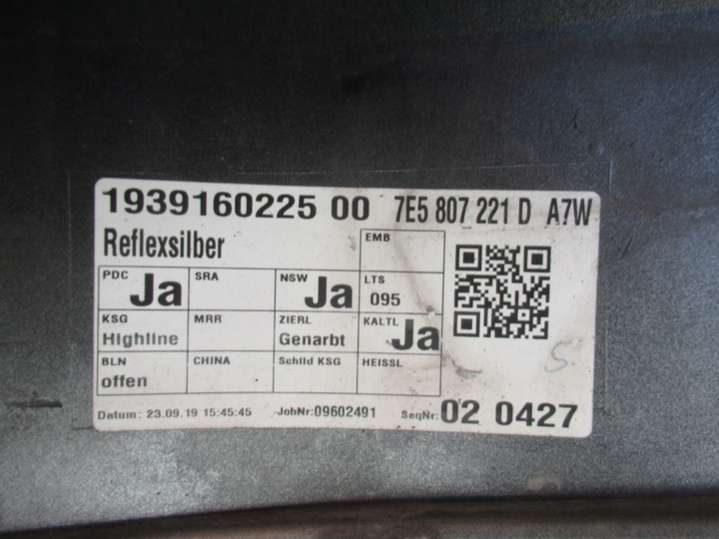 1939160225 00 7E5 807 221 D A7W
Reflexsilber EMB
PDC Ja SRA NSW Ja LTS 095
KSG Highline MRR ZIERL Genarbt KALTL Ja
BLN offen CHINA Schild KSG HEISSL
Datum: 23.09.19 15:45:45 JobNr:09602491 SeqNr: 02 0427